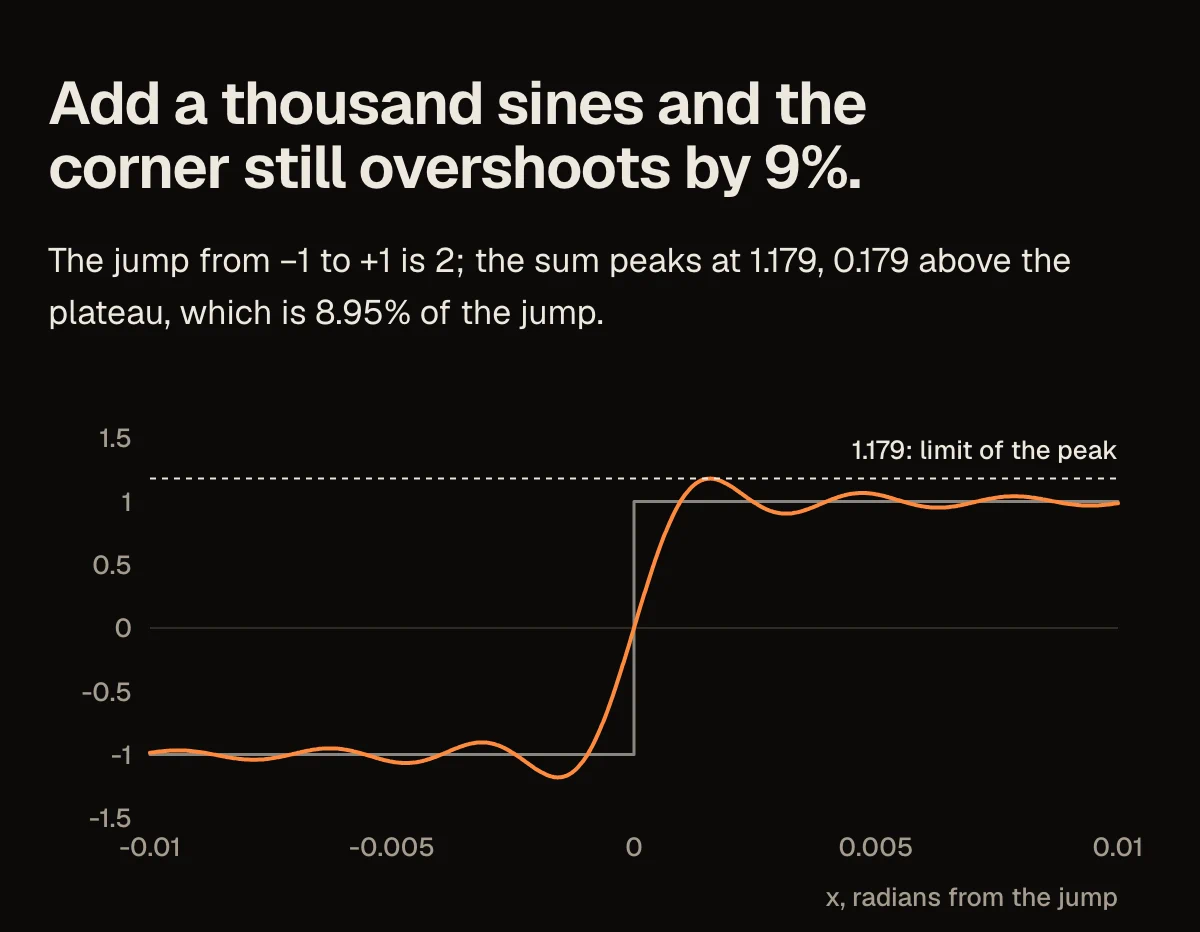 Add a thousand sines and the
corner still overshoots by 9%.
The jump from −1 to +1 is 2; the sum peaks at 1.179, 0.179 above the
plateau, which is 8.95% of the jump.
1.5
1.179: limit of the peak
1
0.5
0
-0.5
-1
-1.5
-0.01 -0.005 0 0.005 0.01
x, radians from the jump